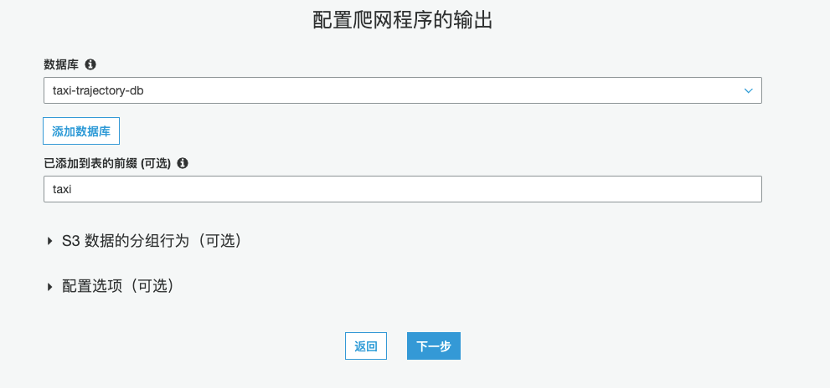 配置爬网程序的输出
数据库
taxi-trajectory-db
添加数据库
已添加到表的前缀 (可选)
taxi
S3 数据的分组行为（可选）
配置选项（可选）
返回 下一步